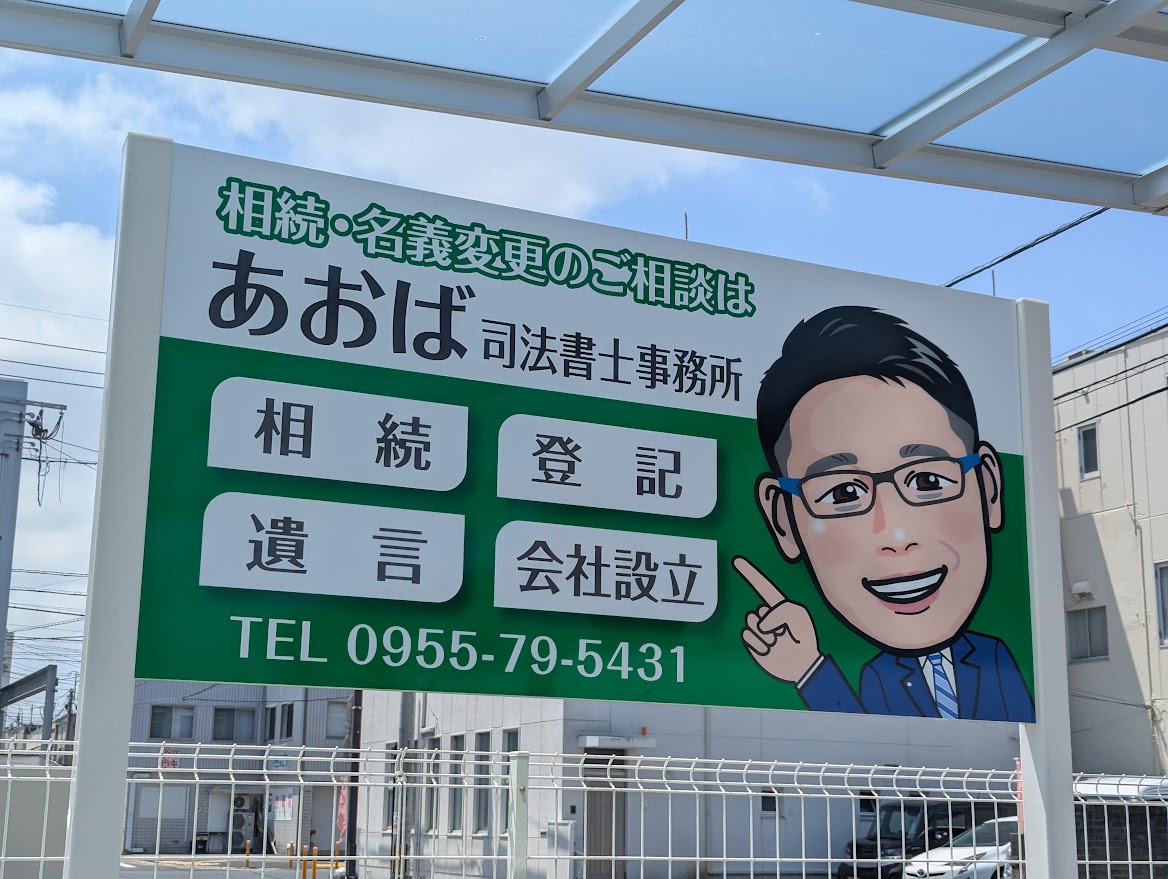 相続・名義変更のご相談は
あおば 司法書士事務所
相続 登記
遺言 会社設立
TEL 0955-79-5431